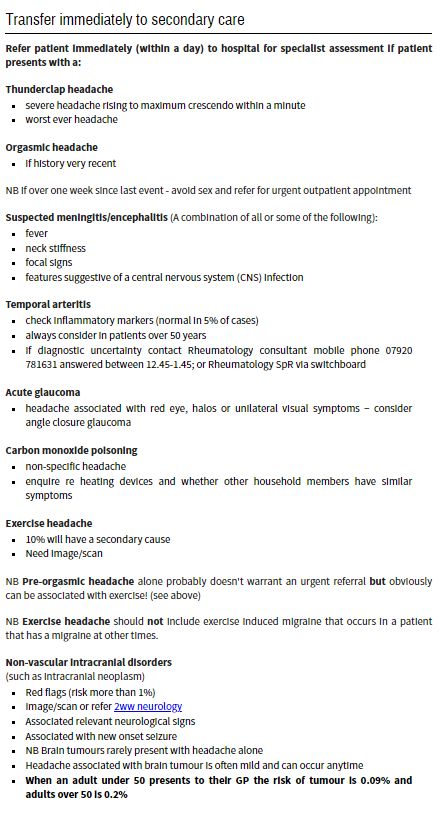 Transfer immediately to secondary care
Refer patient immediately (within a day) to hospital for specialist assessment if patient
presents with a:
Thunderclap headache
▪ severe headache rising to maximum crescendo within a minute
▪ worst ever headache
Orgasmic headache
▪ if history very recent
NB if over one week since last event - avoid sex and refer for urgent outpatient appointment
Suspected meningitis/encephalitis (A combination of all or some of the following):
▪ fever
▪ neck stiffness
▪ focal signs
▪ features suggestive of a central nervous system (CNS) infection
Temporal arteritis
▪ check inflammatory markers (normal in 5% of cases)
▪ always consider in patients over 50 years
▪ if diagnostic uncertainty contact Rheumatology consultant mobile phone 07920
781631 answered between 12.45-1.45; or Rheumatology SpR via switchboard
Acute glaucoma
▪ headache associated with red eye, halos or unilateral visual symptoms – consider
angle closure glaucoma
Carbon monoxide poisoning
▪ non-specific headache
▪ enquire re heating devices and whether other household members have similar
symptoms
Exercise headache
▪ 10% will have a secondary cause
▪ Need image/scan
NB Pre-orgasmic headache alone probably doesn't warrant an urgent referral but obviously
can be associated with exercise! (see above)
NB Exercise headache should not include exercise induced migraine that occurs in a patient
that has a migraine at other times.
Non-vascular intracranial disorders
(such as intracranial neoplasm)
▪ Red flags (risk more than 1%)
▪ Image/scan or refer 2ww neurology
▪ Associated relevant neurological signs
▪ Associated with new onset seizure
▪ NB Brain tumours rarely present with headache alone
▪ Headache associated with brain tumour is often mild and can occur anytime
▪ When an adult under 50 presents to their GP the risk of tumour is 0.09% and
adults over 50 is 0.2%